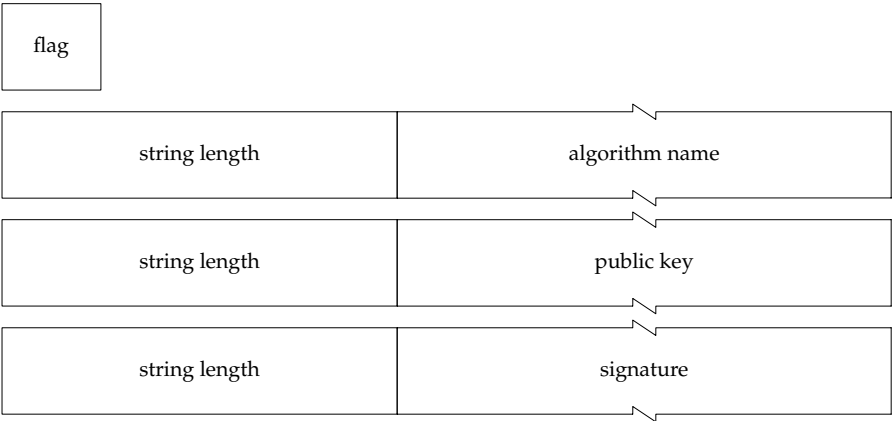 flag
string length algorithm name
string length public key
string length signature